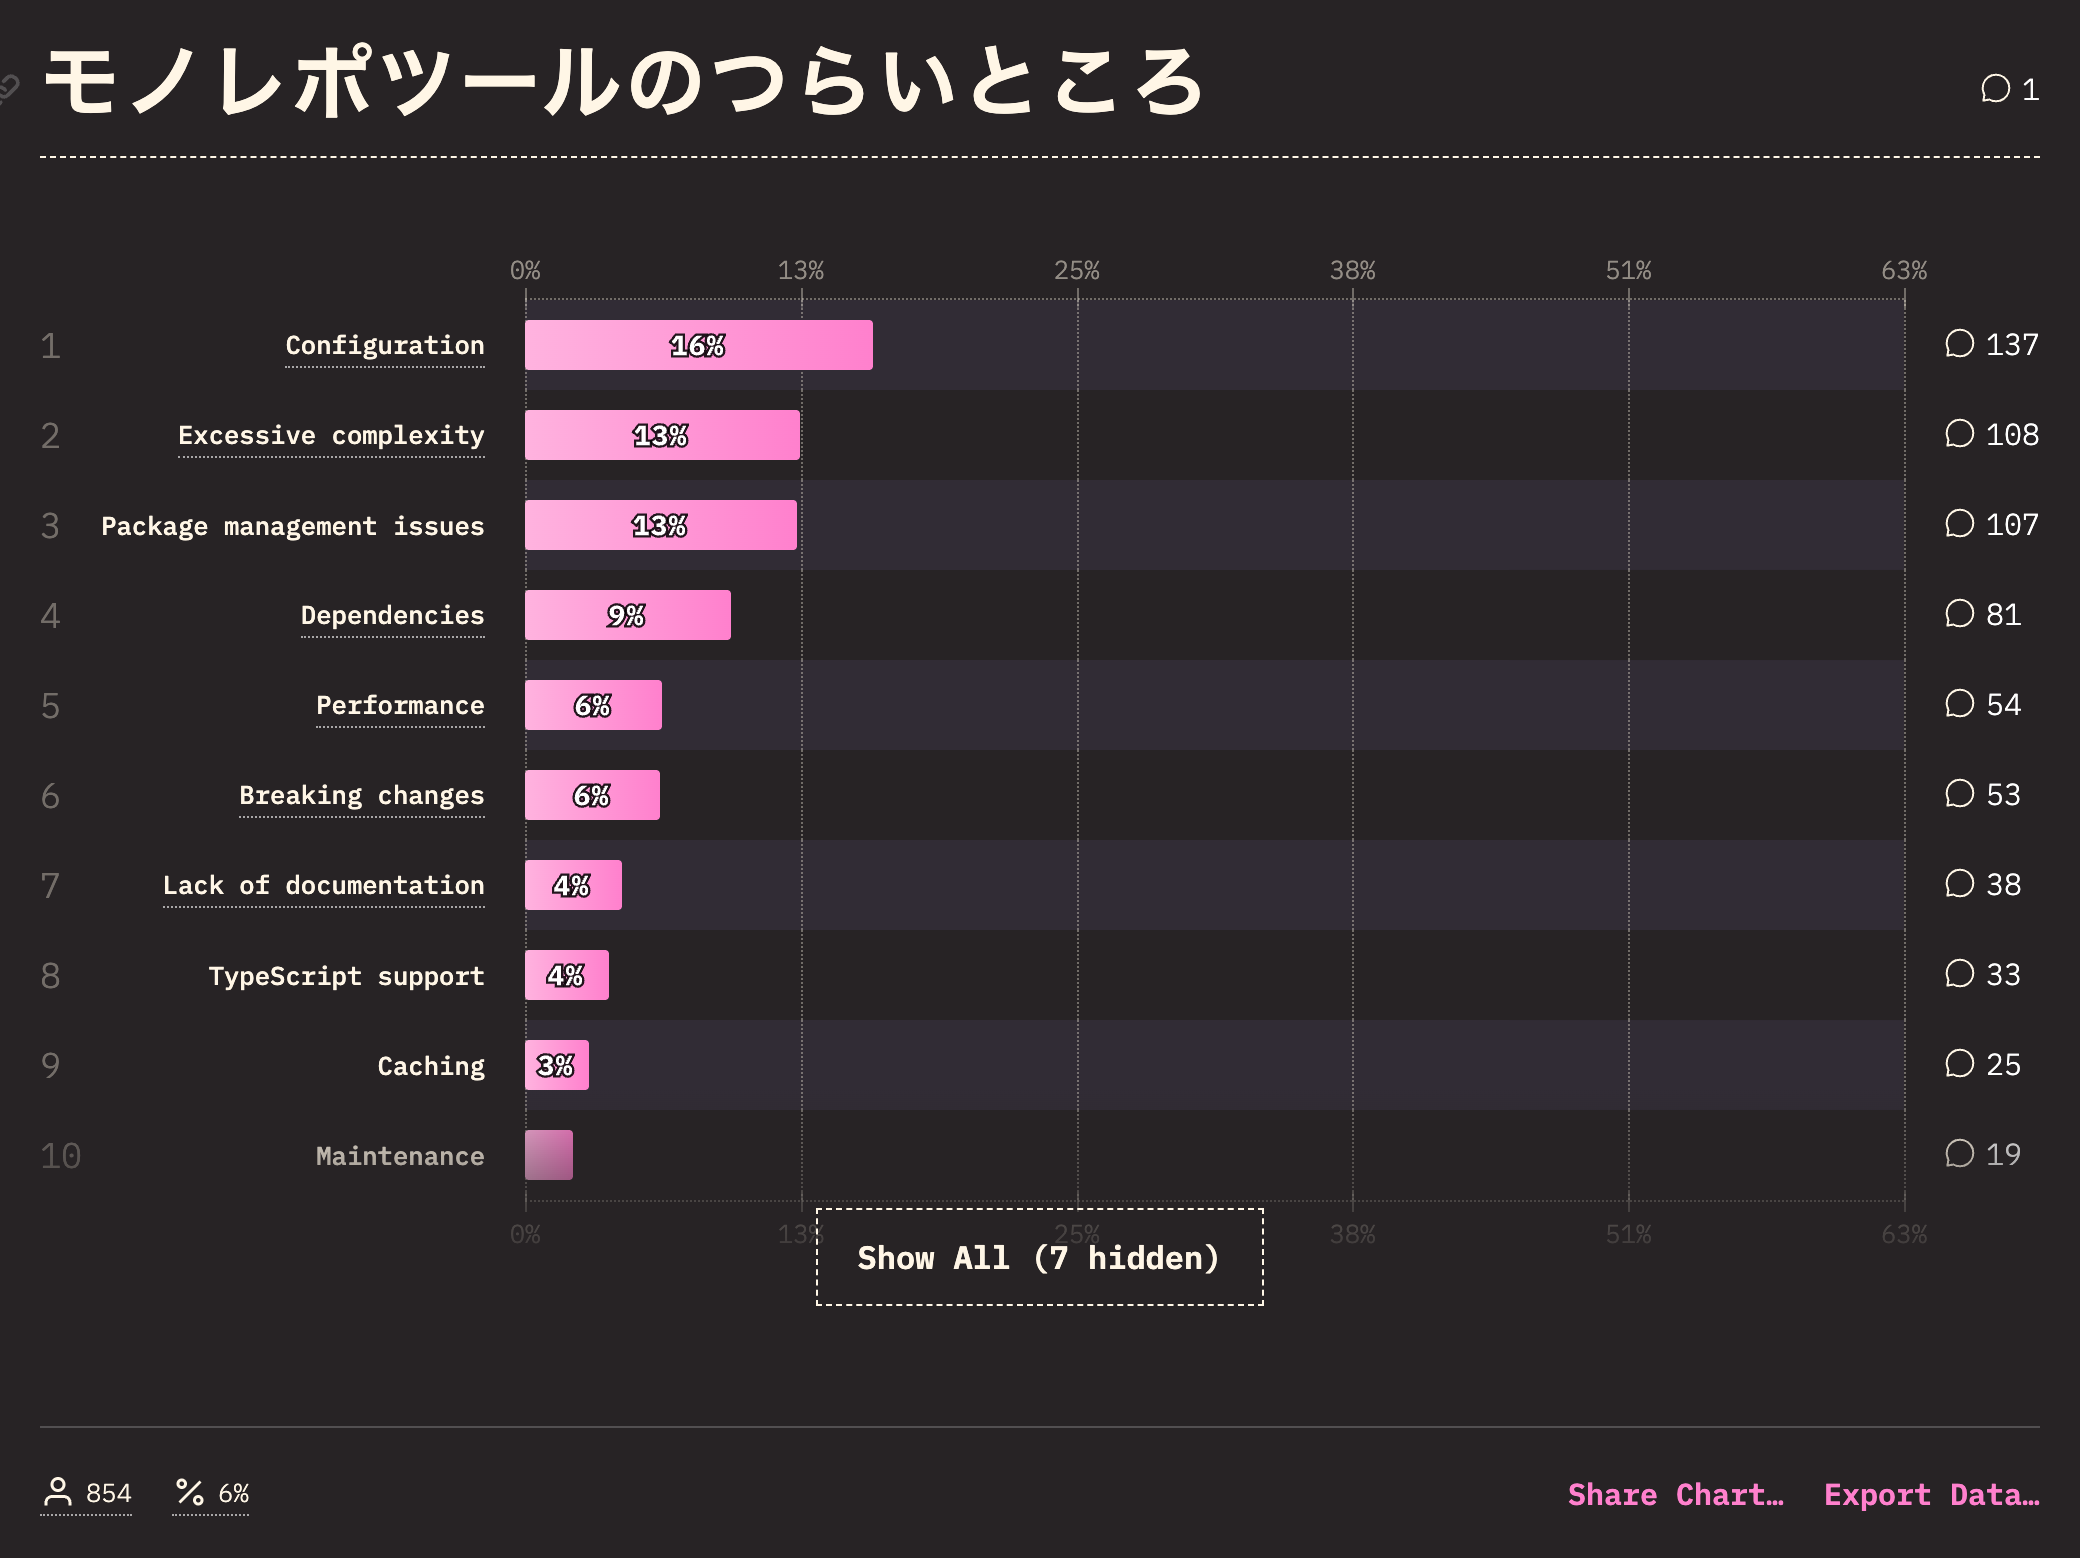 モノレポツールのつらいところ
1
0% 13% 25% 38% 51% 63%
1 Configuration 16% 137
2 Excessive complexity 13% 108
3 Package management issues 13% 107
4 Dependencies 9% 81
5 Performance 6% 54
6 Breaking changes 6% 53
7 Lack of documentation 4% 38
8 TypeScript support 4% 33
9 Caching 3% 25
10 Maintenance 19
0% 13% 25% 38% 51% 63%
Show All (7 hidden)
854 6% Share Chart… Export Data…